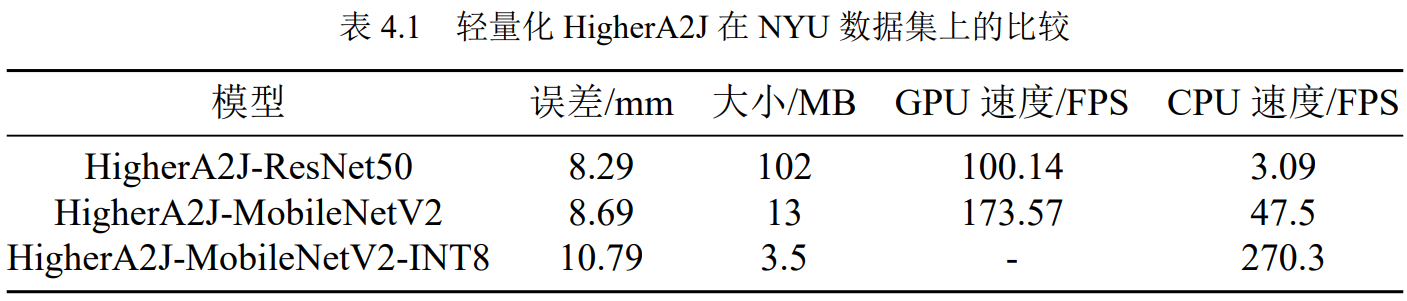 表 4.1 轻量化 HigherA2J 在 NYU 数据集上的比较
模型 误差/mm 大小/MB GPU 速度/FPS CPU 速度/FPS
HigherA2J-ResNet50 8.29 102 100.14 3.09
HigherA2J-MobileNetV2 8.69 13 173.57 47.5
HigherA2J-MobileNetV2-INT8 10.79 3.5 - 270.3